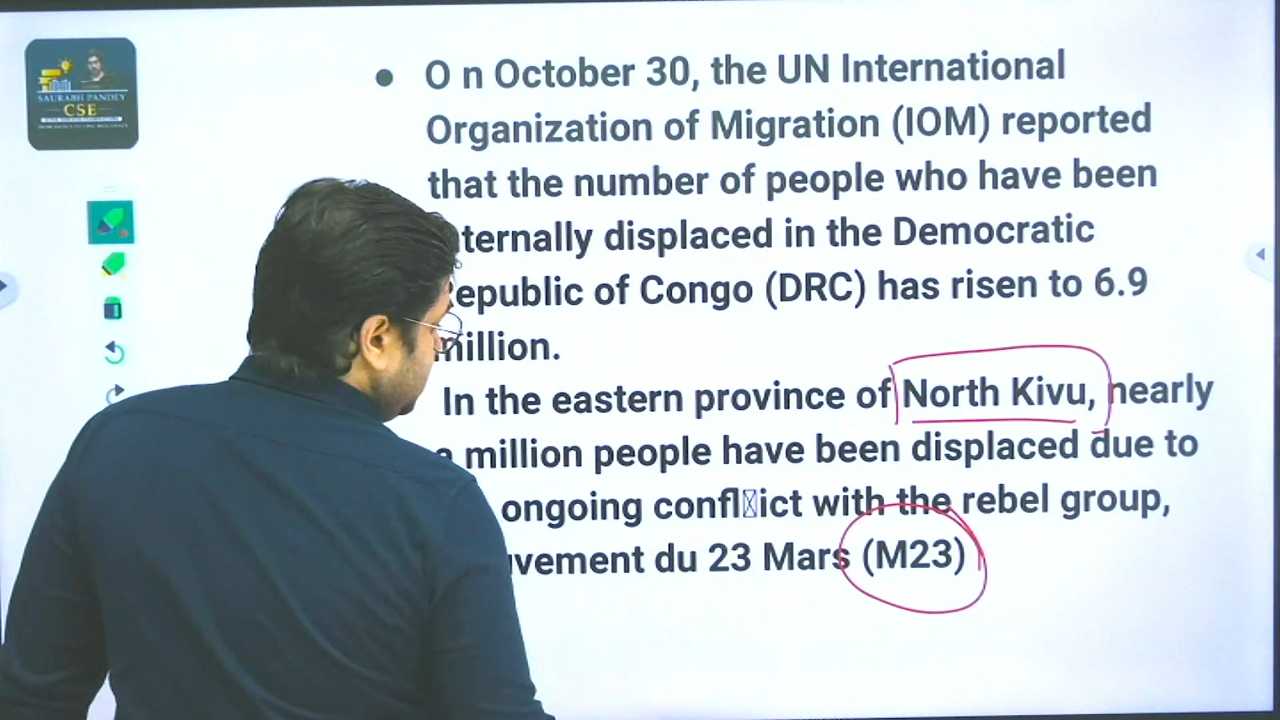 SAURABH PANDEY
CSE
O n October 30, the UN International
Organization of Migration (IOM) reported
that the number of people who have been
ternally displaced in the Democratic
epublic of Congo (DRC) has risen to 6.9
million.
In the eastern province of North Kivu, nearly
a million people have been displaced due to
ongoing conflict with the rebel group,
vement du 23 Mars (M23)